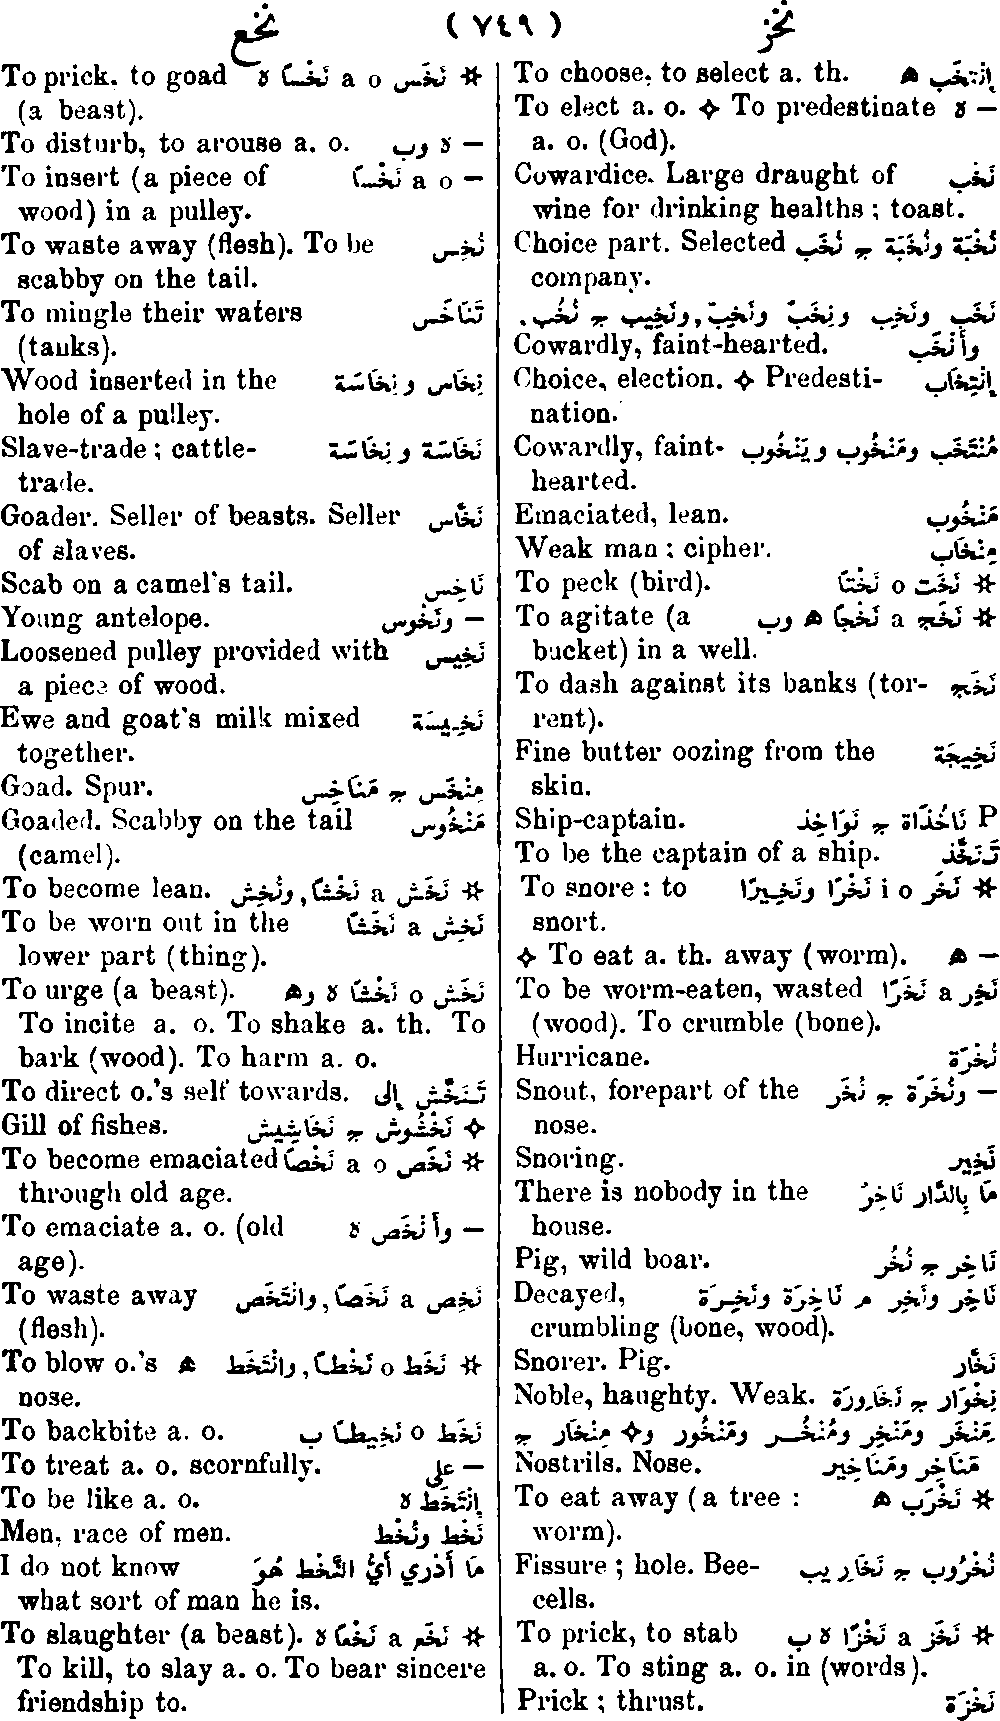 نخز ( ٧٤٩ ) نخع
To choose, to select a. th. إِنْتَخَب ه
To elect a. o. ✧ To predestinate – ە
a. o. (God).
Cowardice. Large draught of نَخْب
wine for drinking healths ; toast.
Choice part. Selected نُخْبَة ونُخَبَة ج نُخَب
company.
نَخْب ونَخِب ونِخَبّ ونَخِبّ, ونَخِيب ج نُخُب.
Cowardly, faint-hearted. وأَنْخَب
Choice, election. ✧ Predesti- إِنْتِخَاب
nation.
Cowardly, faint- مُنْتَخَب ومَنْخُوب ويَنْخُوب
hearted.
Emaciated, lean. مَنْخُوب
Weak man ; cipher. مِنْخَاب
To peck (bird). ✲ نَخَت o نَخْتًا
To agitate (a ✲ نَخَج a نَخْجًا ه وب
bucket) in a well.
To dash against its banks (tor- نَخَج
rent).
Fine butter oozing from the نَخِيجَة
skin.
Ship-captain. P نَاخُذَاة ج نَوَاخِذ
To be the captain of a ship. تَنَخَّذ
To snore : to ✲ نَخَر i o نَخْرًا ونَخِيرًا
snort.
✧ To eat a. th. away (worm). – ه
To be worm-eaten, wasted نَخِر a نَخَرًا
(wood). To crumble (bone).
Hurricane. نُخْرَة
Snout, forepart of the – ونُخَرَة ج نُخَر
nose.
Snoring. نَخِير
There is nobody in the مَا بِالدَّار نَاخِرٌ
house.
Pig, wild boar. نَاخِر ج نُخُر
Decayed, نَاخِر ونَخِر م نَاخِرَة ونَخِرَة
crumbling (bone, wood).
Snorer. Pig. نَخَّار
Noble, haughty. Weak. نِخْوَار ج نَخَاوِرَة
مَنْخَر ومَنْخِر ومُنْخُر ومَنْخُور و✧ مِنْخَار ج
Nostrils. Nose. مَنَاخِر ومَنَاخِير
To eat away (a tree : ✲ نَخْرَب ه
worm).
Fissure ; hole. Bee- نُخْرُوب ج نَخَارِيب
cells.
To prick, to stab ✲ نَخَز a نَخْزًا ە ب
a. o. To sting a. o. in (words).
Prick ; thrust. نَخْزَة
To prick. to goad ✲ نَخَس a o نَخْسًا ە
(a beast).
To disturb, to arouse a. o. – ە وب
To insert (a piece of – a o نَخْسًا
wood) in a pulley.
To waste away (flesh). To be نُخِس
scabby on the tail.
To mingle their waters تَنَاخَس
(tanks).
Wood inserted in the نِخَاس ونِخَاسَة
hole of a pulley.
Slave-trade ; cattle- نَخَاسَة ونِخَاسَة
trade.
Goader. Seller of beasts. Seller نَخَّاس
of slaves.
Scab on a camel's tail. نَاخِس
Young antelope. – ونَخُوس
Loosened pulley provided with نَخِيس
a piece of wood.
Ewe and goat's milk mixed نَخِيسَة
together.
Goad. Spur. مِنْخَس ج مَنَاخِس
Goaded. Scabby on the tail مَنْخُوس
(camel).
To become lean. ✲ نَخَش a نَخْشًا, ونُخِش
To be worn out in the نَخِش a نَخَشًا
lower part (thing).
To urge (a beast). نَخَش o نَخْشًا ە وه
To incite a. o. To shake a. th. To
bark (wood). To harm a. o.
To direct o.'s self towards. تَنَخَّش إلى
Gill of fishes. ✧ نَخْشُوش ج نَخَاشِيش
To become emaciated ✲ نَخَص a o نَخْصًا
through old age.
To emaciate a. o. (old – وأَنْخَص ە
age).
To waste away نَخِص a نَخَصًا, وانْتَخَص
(flesh).
To blow o.'s ✲ نَخَط o نَخْطًا, وانْتَخَط ه
nose.
To backbite a. o. نَخَط o نَخِيطًا ب
To treat a. o. scornfully. – على
To be like a. o. إِنْتَخَط ە
Men, race of men. نَخْط ونُخْط
I do not know مَا أَدْرِي أَيُّ النَّخْط هُوَ
what sort of man he is.
To slaughter (a beast). ✲ نَخَع a نَخْعًا ە
To kill, to slay a. o. To bear sincere
friendship to.